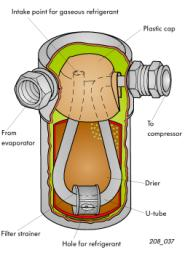 Intake point for gaseous refrigerant
Plastic cap
From
evaporator
To
compressor
Drier
U-tube
Filter strainer
Hole for refrigerant
208_037